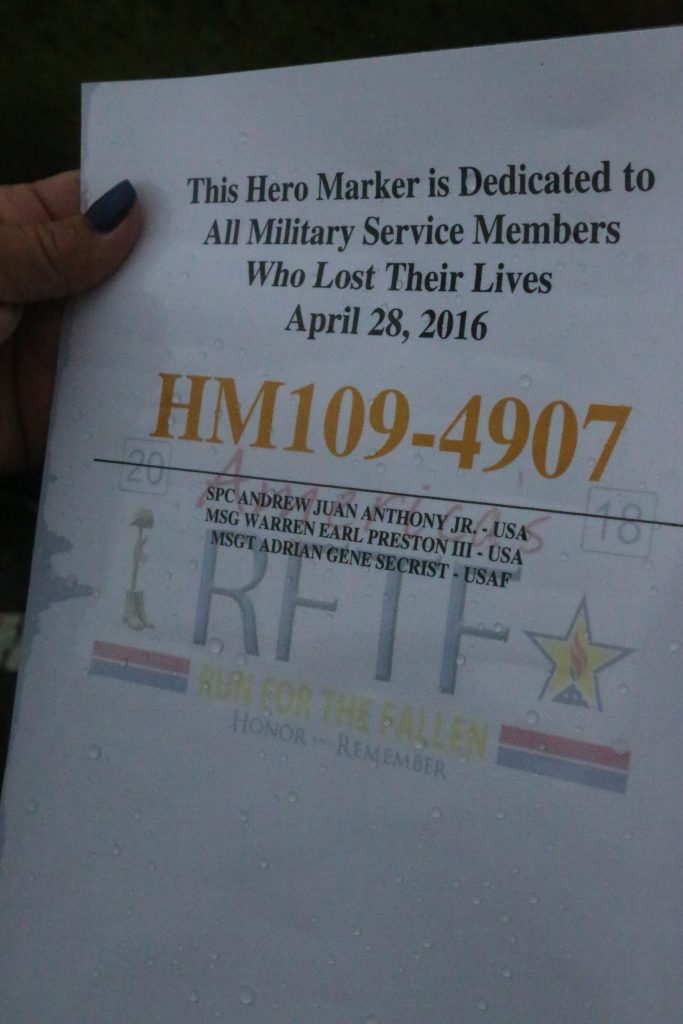 This Hero Marker is Dedicated to
All Military Service Members
Who Lost Their Lives
April 28, 2016
HM109-4907
20 America's 18
SPC ANDREW JUAN ANTHONY JR. - USA
MSG WARREN EARL PRESTON III - USA
MSGT ADRIAN GENE SECRIST - USAF
RFTF
RUN FOR THE FALLEN
HONOR AND REMEMBER